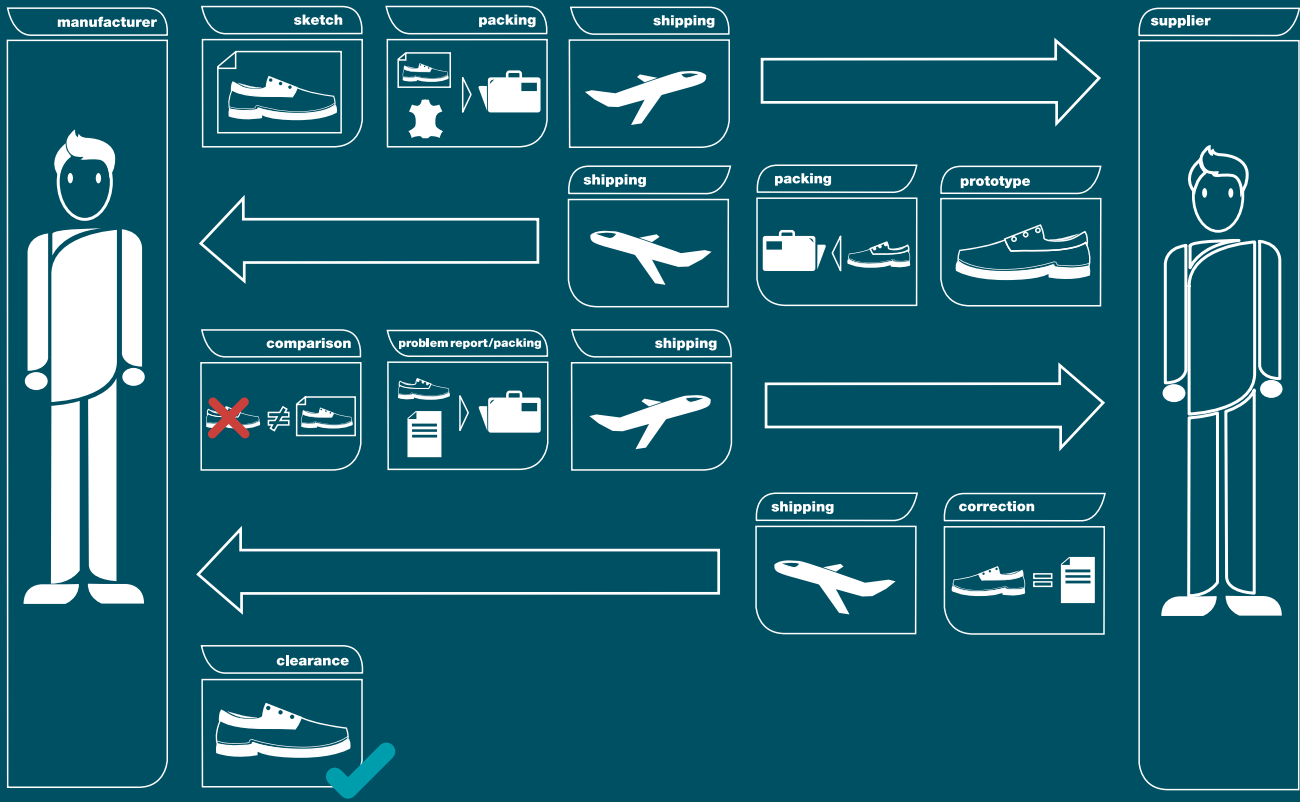 manufacturer
sketch
packing
shipping
supplier
shipping
packing
prototype
comparison
problem report/packing
shipping
shipping
correction
clearance